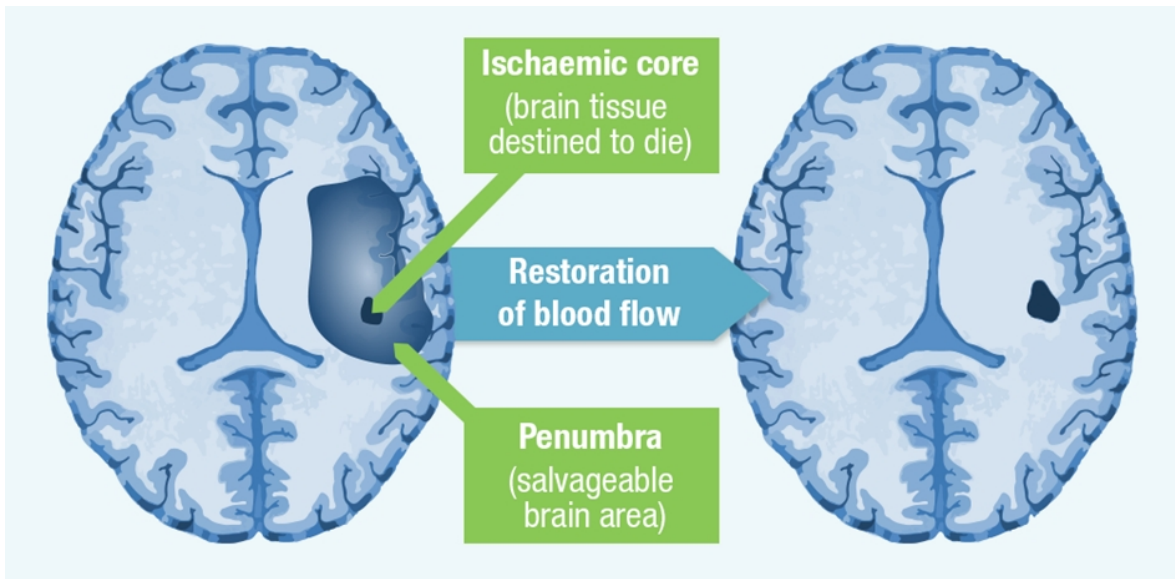 Ischaemic core
(brain tissue
destined to die)
Restoration
of blood flow
Penumbra
(salvageable
brain area)